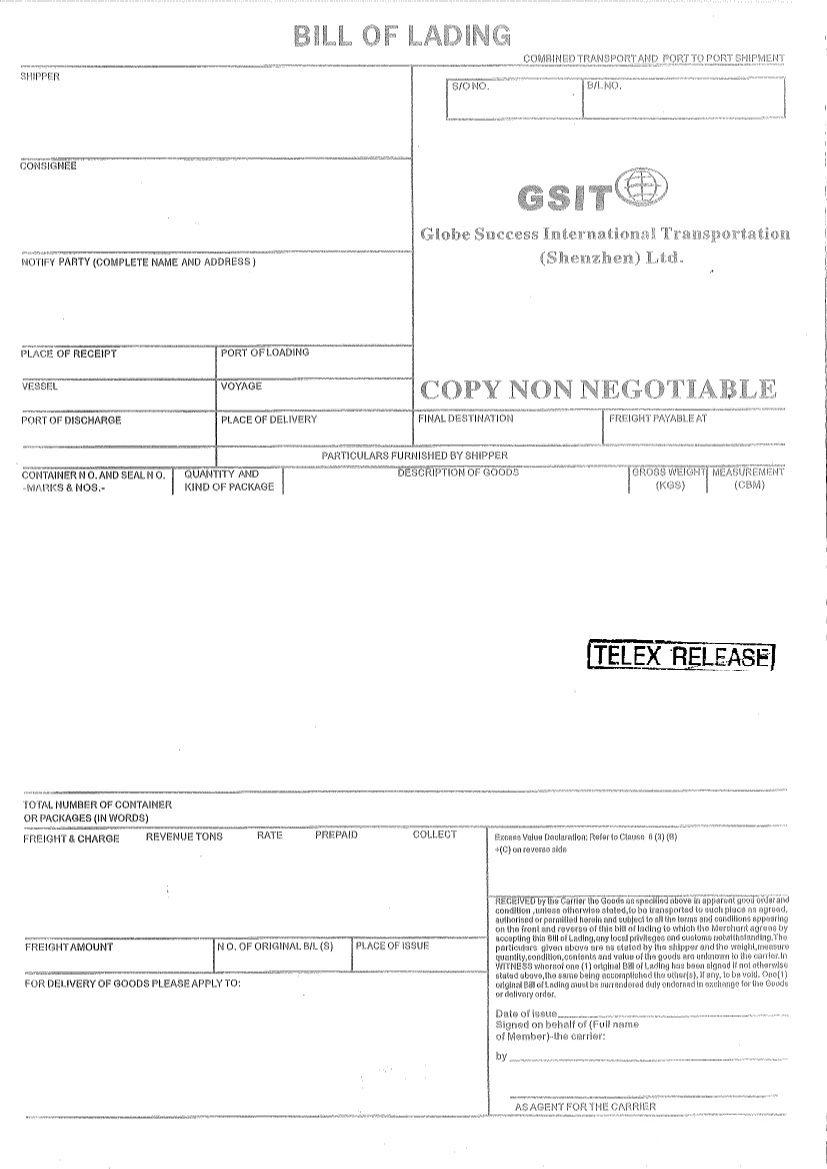 BILL OF LADING
COMBINED TRANSPORT AND PORT TO PORT SHIPMENT
SHIPPER
S/O NO.
B/L NO.
CONSIGNEE
GSIT
Globe Success International Transportation
(Shenzhen) Ltd.
NOTIFY PARTY (COMPLETE NAME AND ADDRESS )
PLACE OF RECEIPT
PORT OF LOADING
VESSEL
VOYAGE
COPY NON NEGOTIABLE
PORT OF DISCHARGE
PLACE OF DELIVERY
FINAL DESTINATION
FREIGHT PAYABLE AT
PARTICULARS FURNISHED BY SHIPPER
CONTAINER N O. AND SEAL N O.
-MARKS & NOS.-
QUANTITY AND
KIND OF PACKAGE
DESCRIPTION OF GOODS
GROSS WEIGHT
(KGS)
MEASUREMENT
(CBM)
TELEX RELEASE
TOTAL NUMBER OF CONTAINER
OR PACKAGES (IN WORDS)
FREIGHT & CHARGE
REVENUE TONS
RATE
PREPAID
COLLECT
Excess Value Declaration: Refer to Clause 6 (3) (B)
+(C) on reverse side
RECEIVED by the Carrier the Goods as specified above in apparent good order and
condition ,unless otherwise stated, to be transported to such place as agreed,
authorised or permitted herein and subject to all the terms and conditions appearing
on the front and reverse of this bill of lading to which the Merchant agrees by
accepting this Bill of Lading, any local privileges and customs notwithstanding. The
particulars given above are as stated by the shipper and the weight, measure
quantity, condition, contents and value of the goods are unknown to the carrier. In
WITNESS whereof one (1) original Bill of Lading has been signed if not otherwise
stated above, the same being accomplished the other(s), if any, to be void. One(1)
original Bill of Lading must be surrendered duly endorsed in exchange for the Goods
or delivery order.
FREIGHT AMOUNT
N O. OF ORIGINAL B/L (S)
PLACE OF ISSUE
FOR DELIVERY OF GOODS PLEASE APPLY TO:
Date of issue
Signed on behalf of (Full name
of Member)-the carrier:
by
AS AGENT FOR THE CARRIER